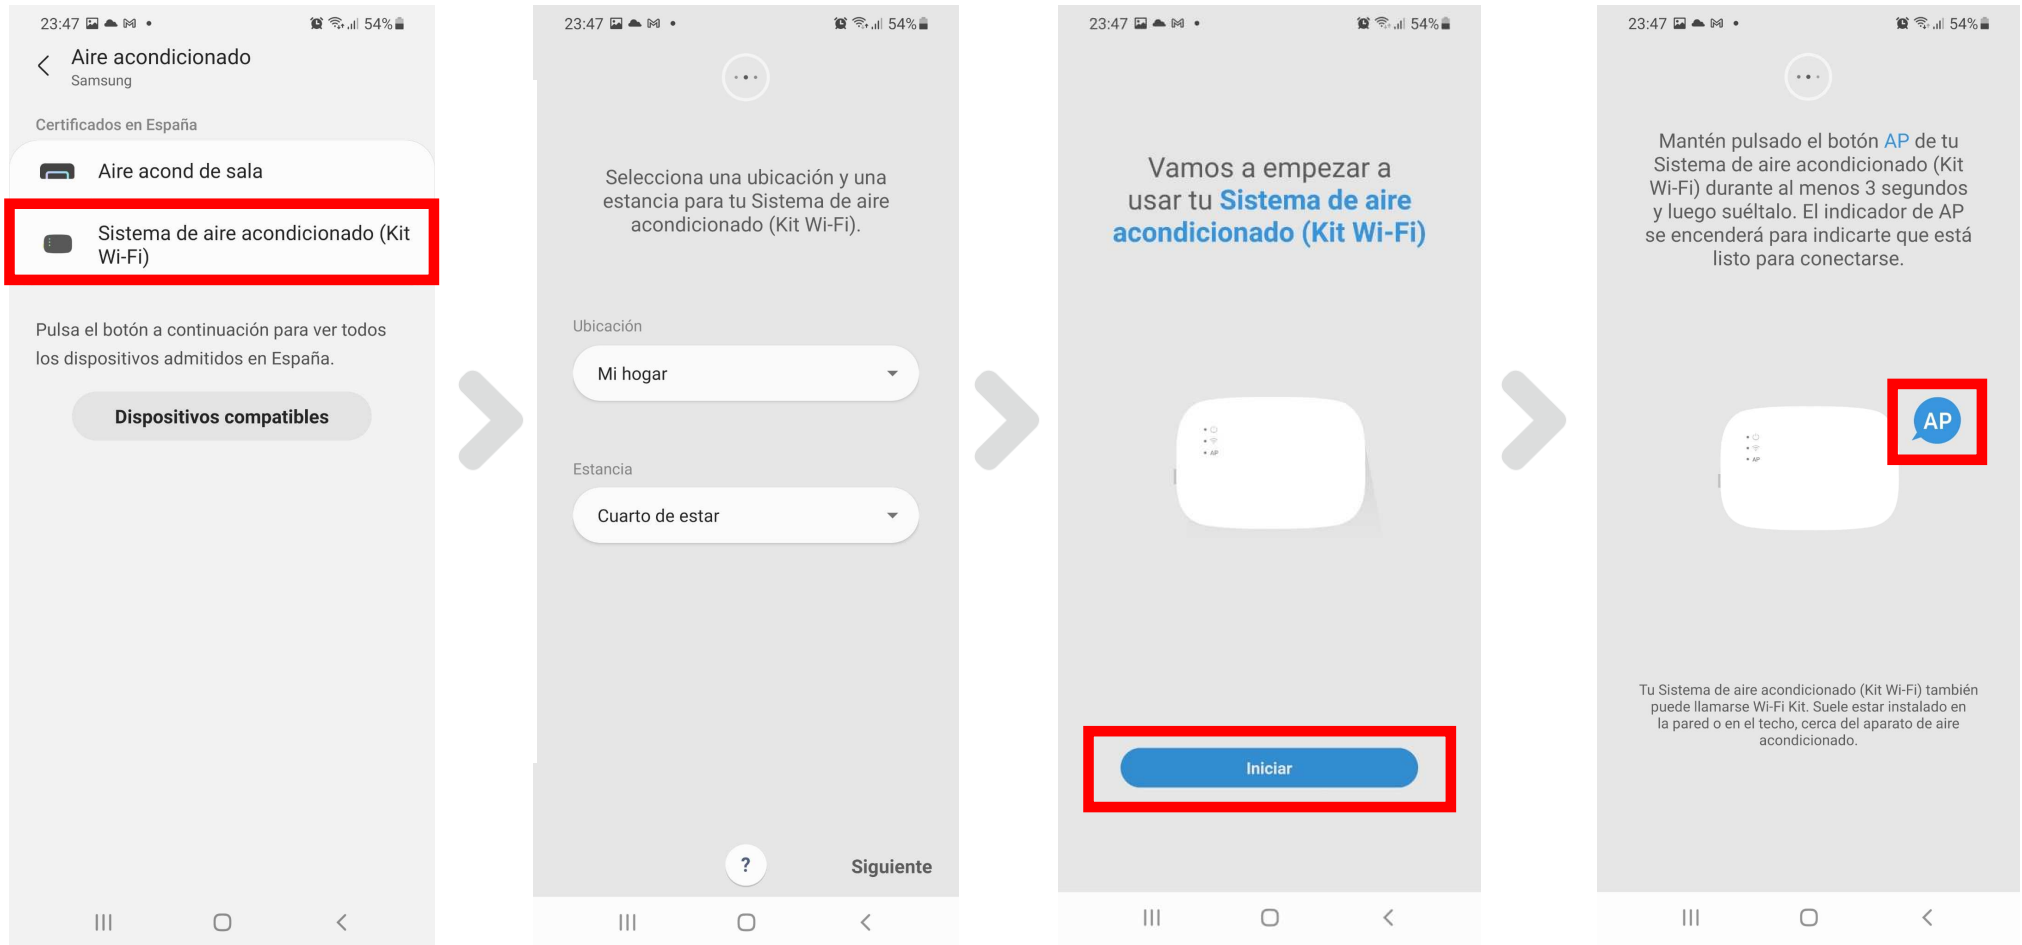 23:47
54%
Aire acondicionado
Samsung
Certificados en España
Aire acond de sala
Sistema de aire acondicionado (Kit
Wi-Fi)
Pulsa el botón a continuación para ver todos
los dispositivos admitidos en España.
Dispositivos compatibles
23:47
54%
Selecciona una ubicación y una
estancia para tu Sistema de aire
acondicionado (Kit Wi-Fi).
Ubicación
Mi hogar
Estancia
Cuarto de estar
?
Siguiente
23:47
54%
Vamos a empezar a
usar tu Sistema de aire
acondicionado (Kit Wi-Fi)
AP
Iniciar
23:47
54%
Mantén pulsado el botón AP de tu
Sistema de aire acondicionado (Kit
Wi-Fi) durante al menos 3 segundos
y luego suéltalo. El indicador de AP
se encenderá para indicarte que está
listo para conectarse.
AP
AP
Tu Sistema de aire acondicionado (Kit Wi-Fi) también
puede llamarse Wi-Fi Kit. Suele estar instalado en
la pared o en el techo, cerca del aparato de aire
acondicionado.